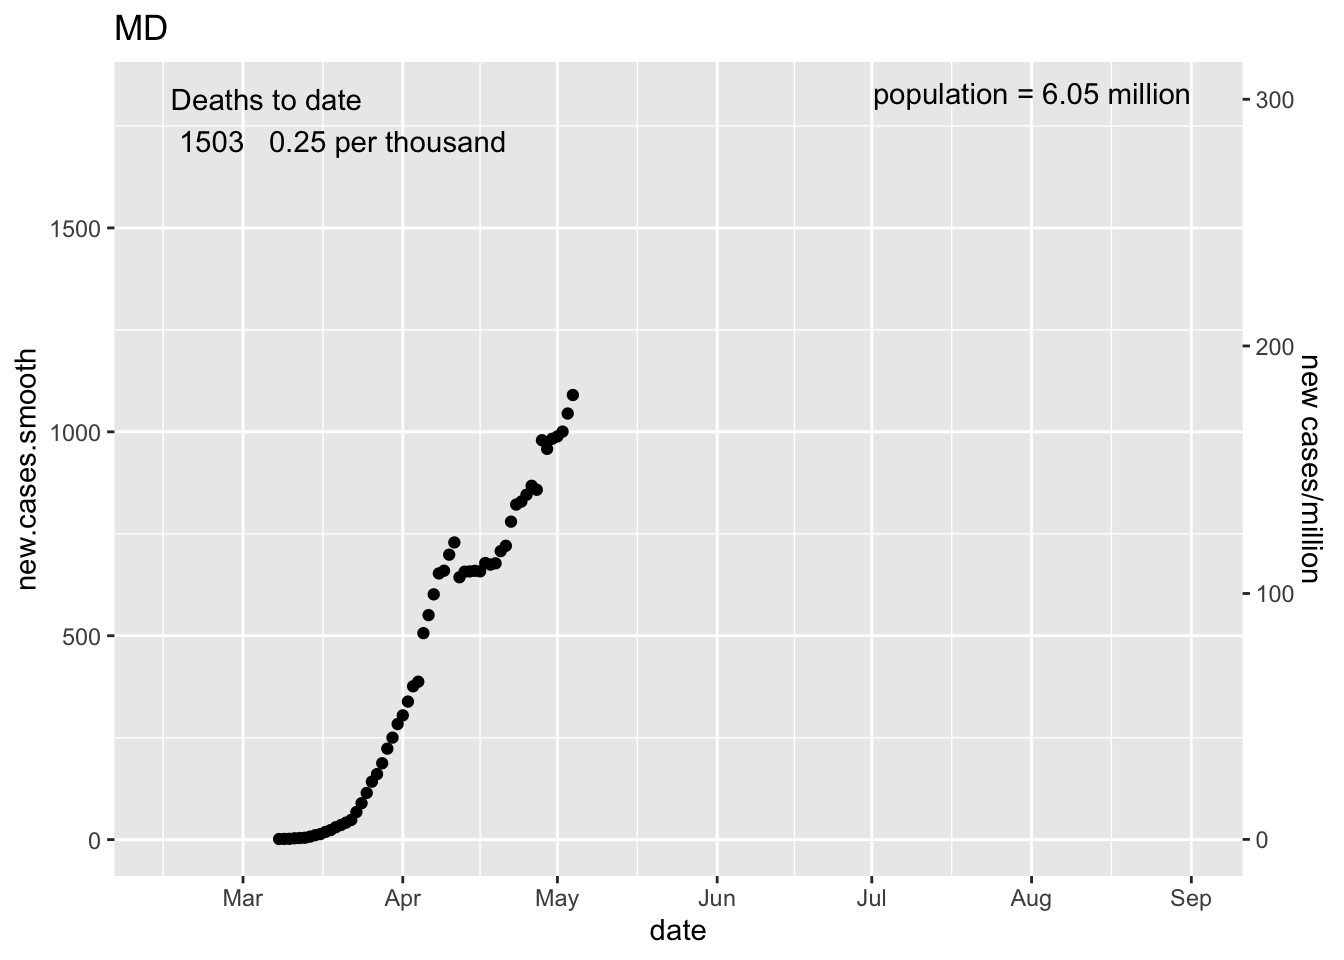 MD
Deaths to date
population = 6.05 million
1503   0.25 per thousand
300
1500
200
1000
100
500
0
0
new.cases.smooth
new cases/million
Mar Apr May Jun Jul Aug Sep
date